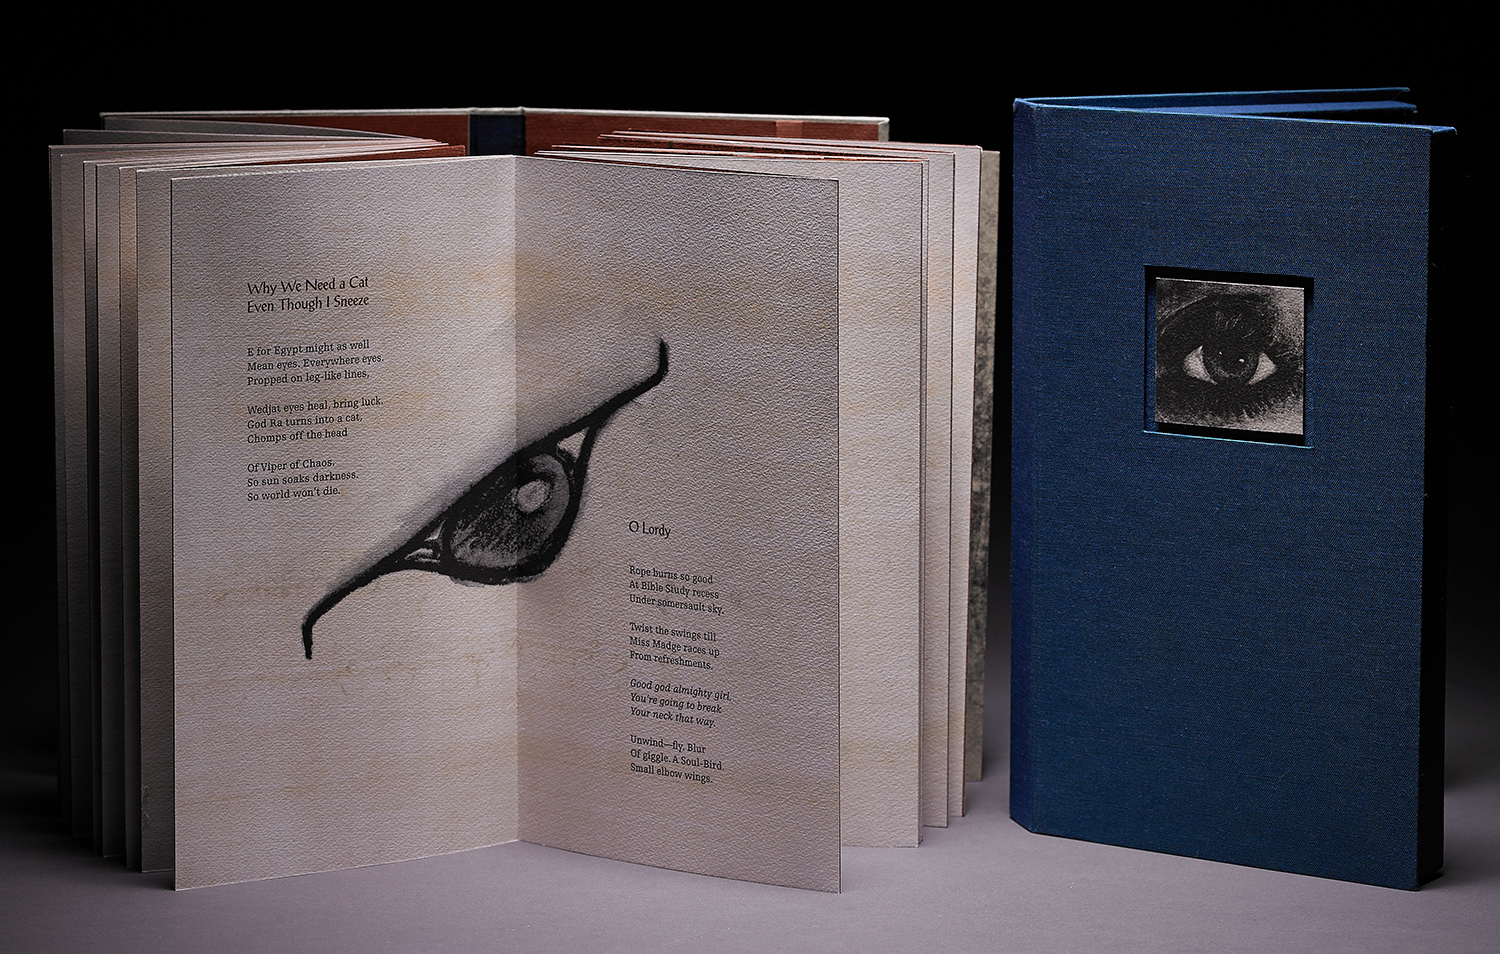 Why We Need a Cat
Even Though I Sneeze
E for Egypt might as well
Mean eyes. Everywhere eyes.
Propped on leg-like lines.
Wedjat eyes heal, bring luck.
God Ra turns into a cat,
Chomps off the head
Of Viper of Chaos.
So sun soaks darkness.
So world won't die.
O Lordy
Rope burns so good
At Bible Study recess
Under somersault sky.
Twist the swings till
Miss Madge races up
From refreshments.
Good god almighty girl,
You're going to break
Your neck that way.
Unwind—fly. Blur
Of giggle. A Soul-Bird.
Small elbow wings.